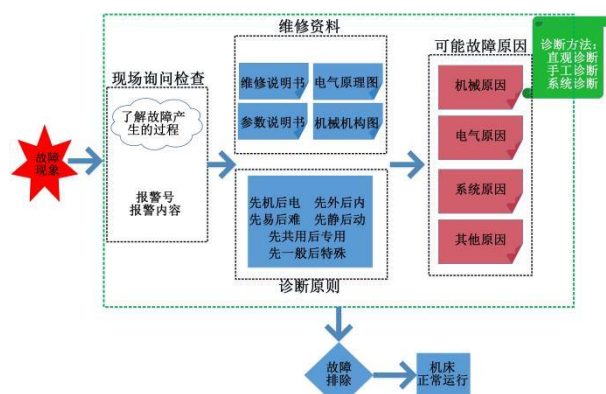 故障
现象
现场询问检查
了解故障产
生的过程
报警号
报警内容
维修资料
维修说明书
电气原理图
参数说明书
机械机构图
先机后电 先外后内
先易后难 先静后动
先共用后专用
先一般后特殊
诊断原则
可能故障原因
机械原因
电气原因
系统原因
其他原因
诊断方法：
直观诊断
手工诊断
系统诊断
故障
排除
机床
正常运行